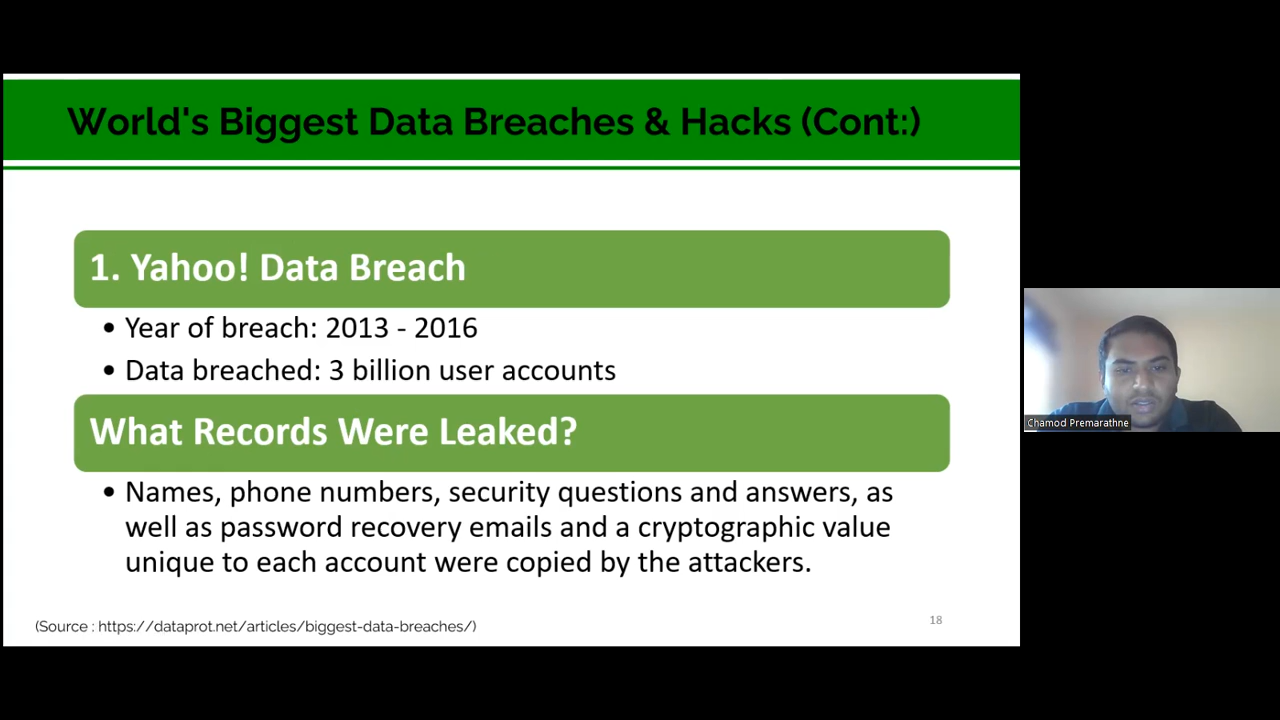 World's Biggest Data Breaches & Hacks (Cont:)
1. Yahoo! Data Breach
• Year of breach: 2013 - 2016
• Data breached: 3 billion user accounts
What Records Were Leaked?
• Names, phone numbers, security questions and answers, as
well as password recovery emails and a cryptographic value
unique to each account were copied by the attackers.
(Source : https://dataprot.net/articles/biggest-data-breaches/)
18
Chamod Premarathne